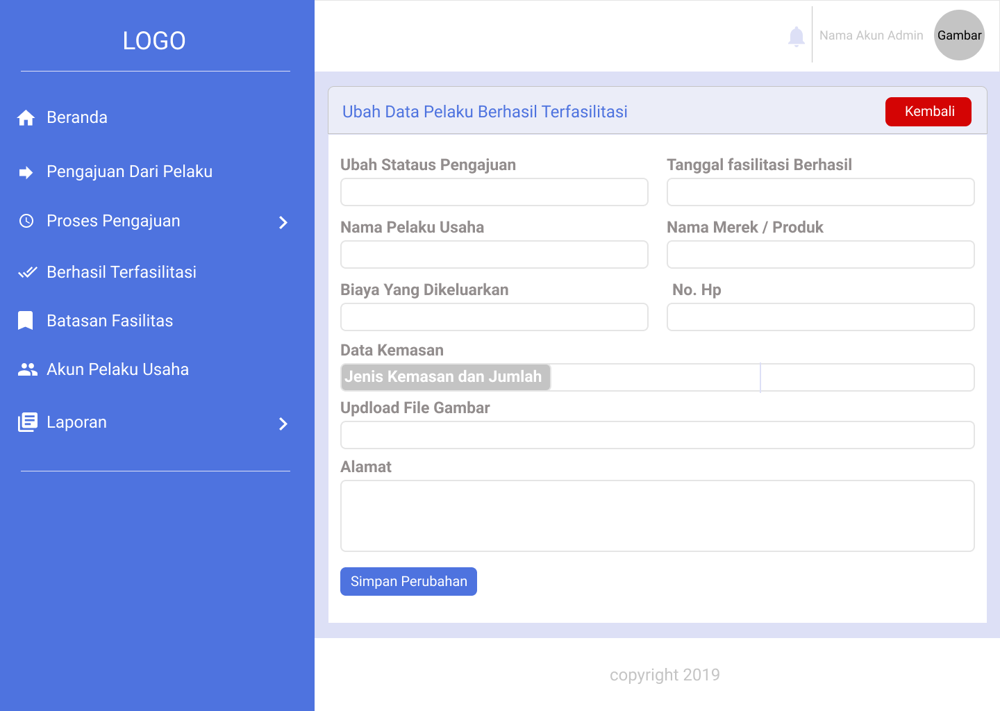 LOGO
Beranda
Pengajuan Dari Pelaku
Proses Pengajuan
Berhasil Terfasilitasi
Batasan Fasilitas
Akun Pelaku Usaha
Laporan
Nama Akun Admin
Gambar
Ubah Data Pelaku Berhasil Terfasilitasi
Kembali
Ubah Stataus Pengajuan
Tanggal fasilitasi Berhasil
Nama Pelaku Usaha
Nama Merek / Produk
Biaya Yang Dikeluarkan
No. Hp
Data Kemasan
Jenis Kemasan dan Jumlah
Updload File Gambar
Alamat
Simpan Perubahan
copyright 2019